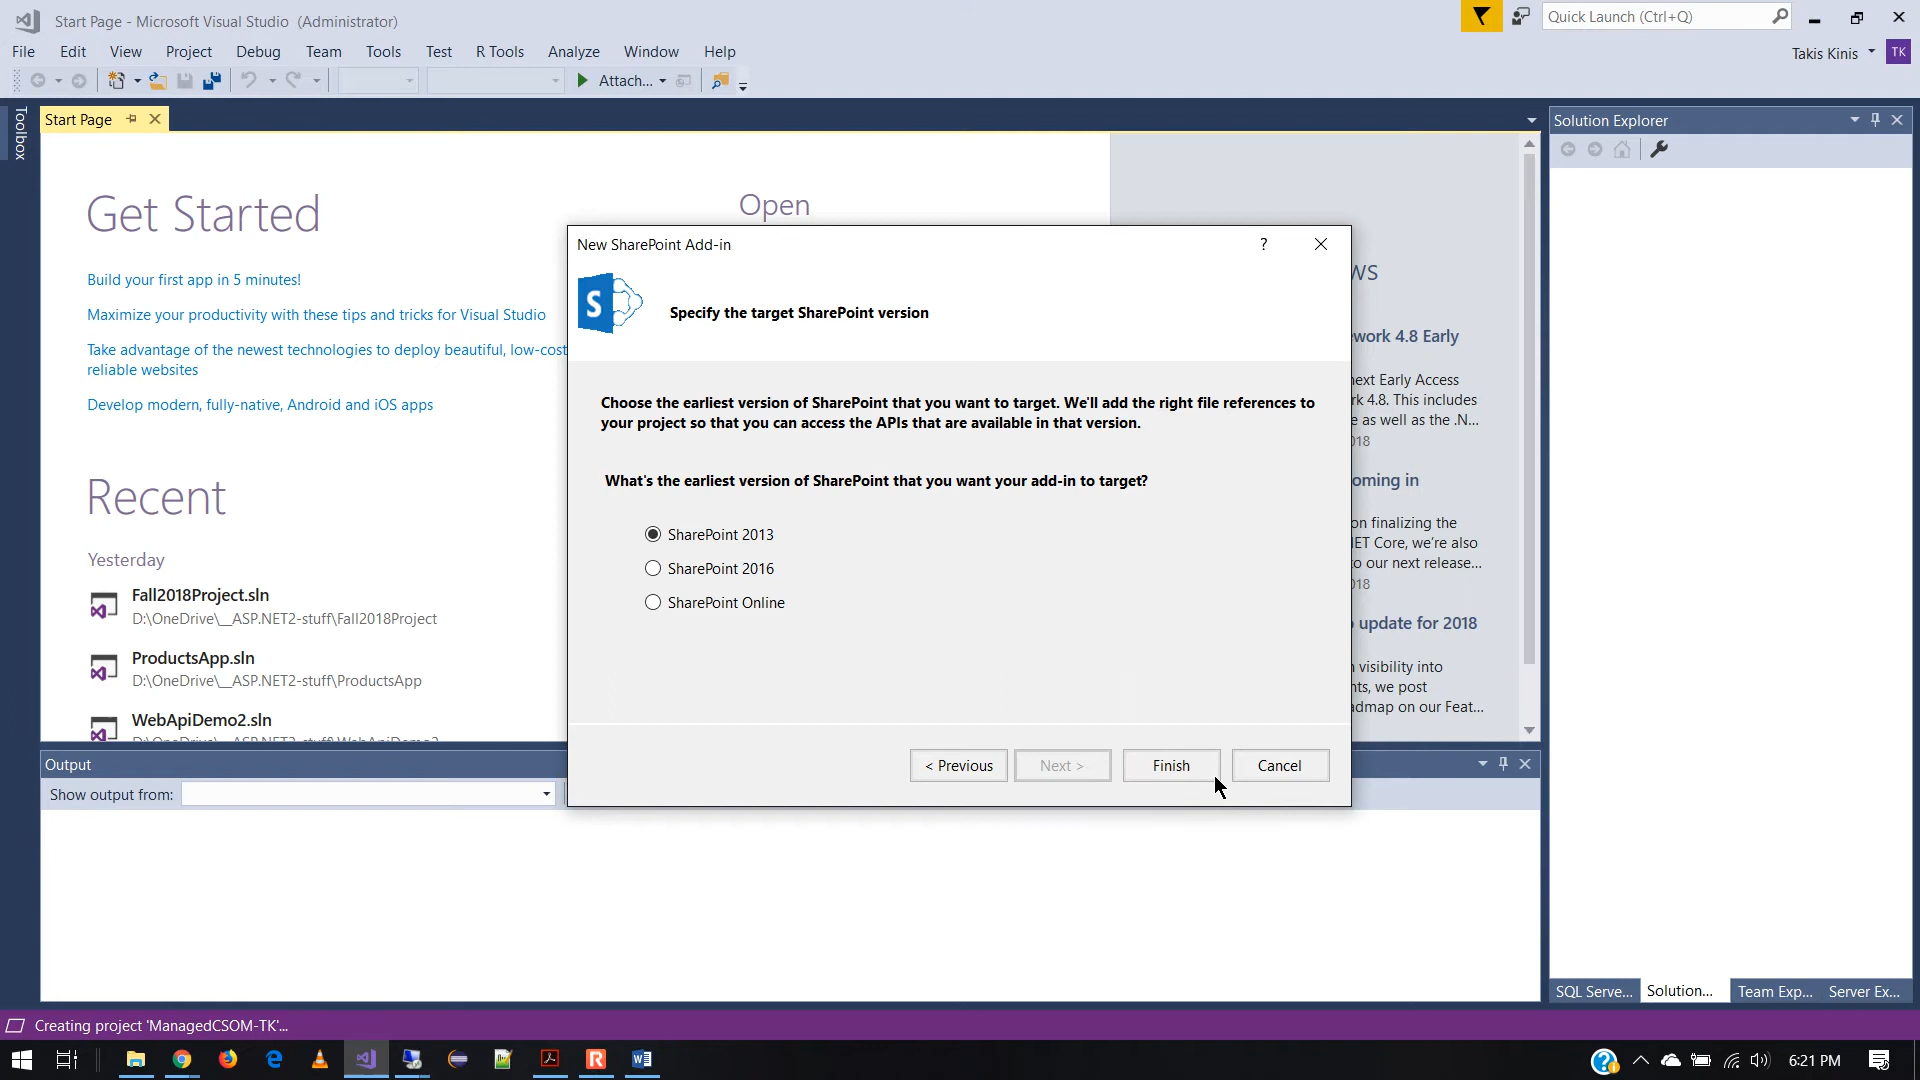 Start Page - Microsoft Visual Studio (Administrator)
Quick Launch (Ctrl+Q)
File Edit View Project Debug Team Tools Test R Tools Analyze Window Help
Takis Kinis TK
Attach...
Toolbox
Start Page
Solution Explorer
Get Started
Open
Build your first app in 5 minutes!
Maximize your productivity with these tips and tricks for Visual Studio
Take advantage of the newest technologies to deploy beautiful, low-cost
reliable websites
Develop modern, fully-native, Android and iOS apps
Recent
Yesterday
Fall2018Project.sln
D:\OneDrive\__ASP.NET2-stuff\Fall2018Project
ProductsApp.sln
D:\OneDrive\__ASP.NET2-stuff\ProductsApp
WebApiDemo2.sln
D:\OneDrive\__ASP.NET2-stuff\WebApiDemo2
New SharePoint Add-in
?
S
Specify the target SharePoint version
Choose the earliest version of SharePoint that you want to target. We'll add the right file references to
your project so that you can access the APIs that are available in that version.
What's the earliest version of SharePoint that you want your add-in to target?
SharePoint 2013
SharePoint 2016
SharePoint Online
< Previous Next > Finish Cancel
ws
work 4.8 Early
next Early Access
rk 4.8. This includes
e as well as the .N...
018
oming in
on finalizing the
NET Core, we're also
o our next release...
018
update for 2018
visibility into
nts, we post
admap on our Feat...
Output
Show output from:
SQL Serve... Solution... Team Exp... Server Ex...
Creating project 'ManagedCSOM-TK'...
6:21 PM